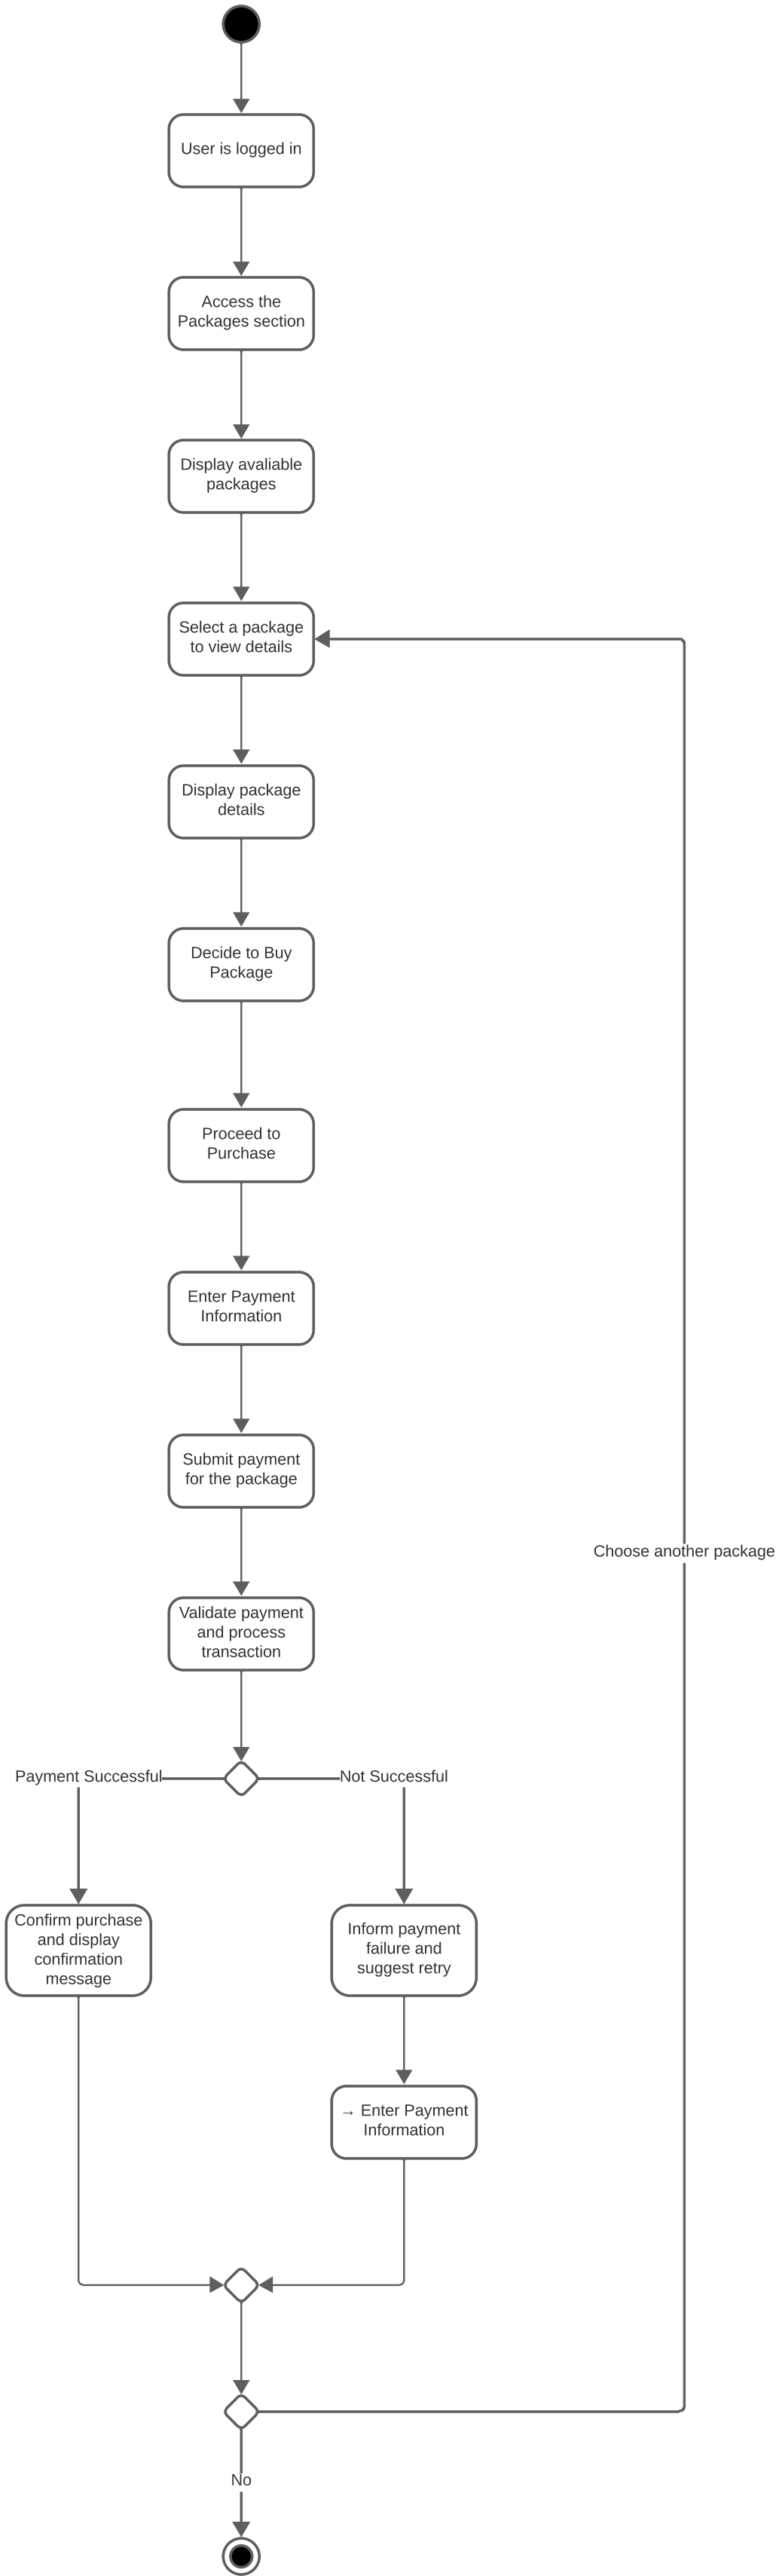 User is logged in
Access the
Packages section
Display avaliable
packages
Select a package
to view details
Display package
details
Decide to Buy
Package
Proceed to
Purchase
Enter Payment
Information
Submit payment
for the package
Choose another package
Validate payment
and process
transaction
Payment Successful
Not Successful
Confirm purchase
and display
confirmation
message
Inform payment
failure and
suggest retry
→ Enter Payment
Information
No